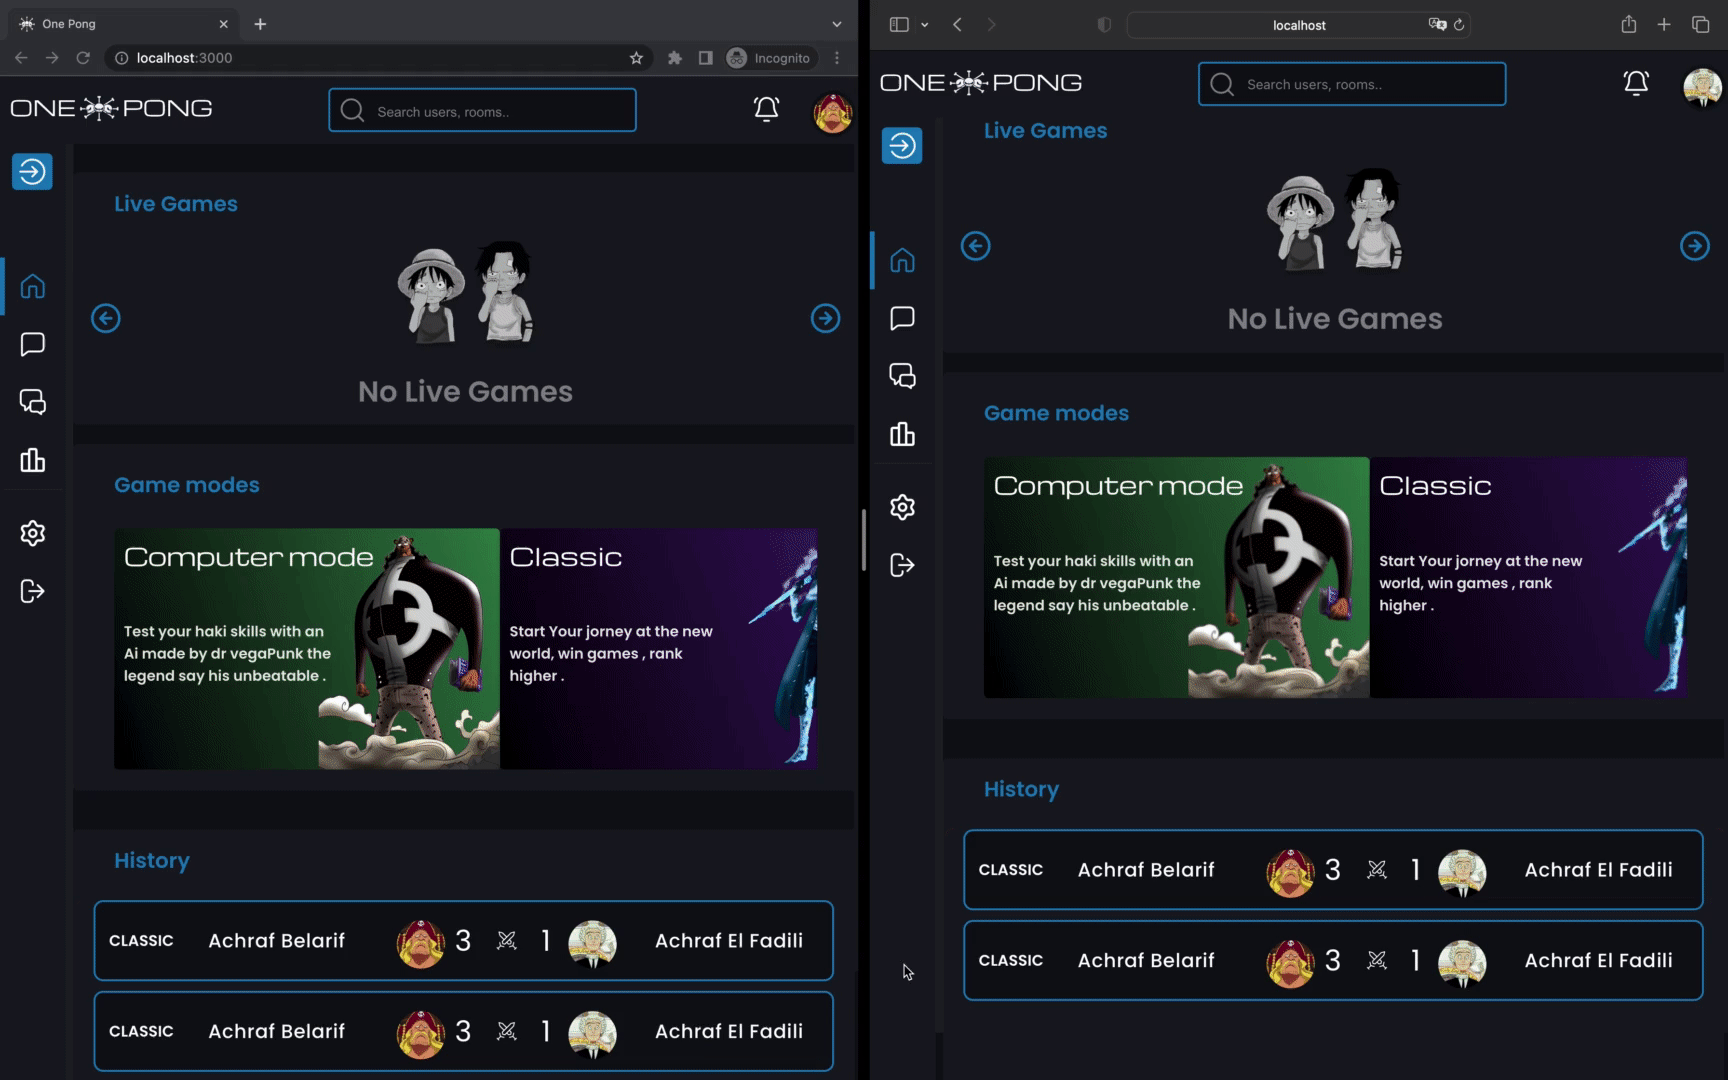 One Pong
localhost:3000
Incognito
ONE PONG
Search users, rooms..
Live Games
No Live Games
Game modes
Computer mode
Test your haki skills with an
Ai made by dr vegaPunk the
legend say his unbeatable .
Classic
Start Your jorney at the new
world, win games , rank
higher .
History
CLASSIC Achraf Belarif 3 1 Achraf El Fadili
CLASSIC Achraf Belarif 3 1 Achraf El Fadili
localhost
ONE PONG
Search users, rooms..
Live Games
No Live Games
Game modes
Computer mode
Test your haki skills with an
Ai made by dr vegaPunk the
legend say his unbeatable .
Classic
Start Your jorney at the new
world, win games , rank
higher .
History
CLASSIC Achraf Belarif 3 1 Achraf El Fadili
CLASSIC Achraf Belarif 3 1 Achraf El Fadili